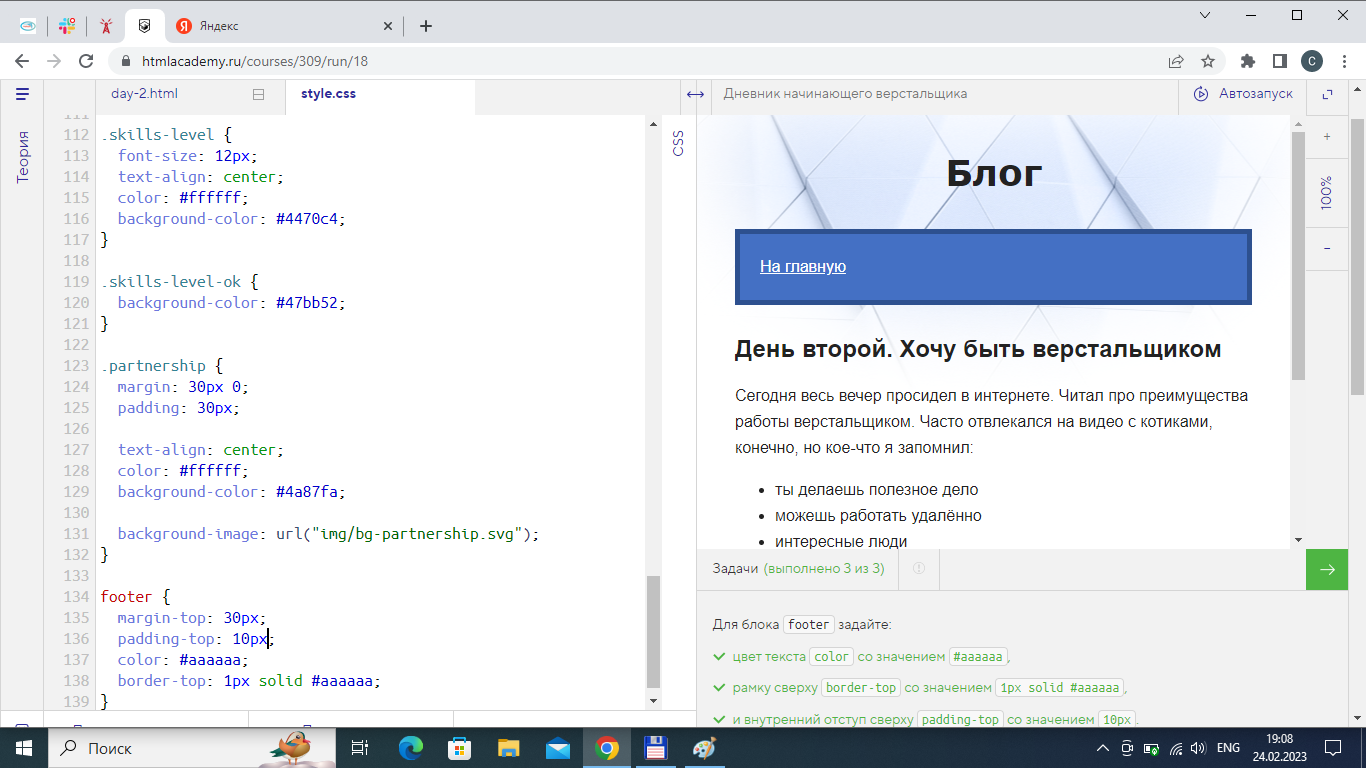 Яндекс
htmlacademy.ru/courses/309/run/18
C
day-2.html
style.css
Дневник начинающего верстальщика
Автозапуск
Теория
CSS
+
100%
-
111
112 .skills-level {
113 font-size: 12px;
114 text-align: center;
115 color: #ffffff;
116 background-color: #4470c4;
117 }
118
119 .skills-level-ok {
120 background-color: #47bb52;
121 }
122
123 .partnership {
124 margin: 30px 0;
125 padding: 30px;
126
127 text-align: center;
128 color: #ffffff;
129 background-color: #4a87fa;
130
131 background-image: url("img/bg-partnership.svg");
132 }
133
134 footer {
135 margin-top: 30px;
136 padding-top: 10px;
137 color: #aaaaaa;
138 border-top: 1px solid #aaaaaa;
139 }
Блог
На главную
День второй. Хочу быть верстальщиком
Сегодня весь вечер просидел в интернете. Читал про преимущества
работы верстальщиком. Часто отвлекался на видео с котиками,
конечно, но кое-что я запомнил:
• ты делаешь полезное дело
• можешь работать удалённо
• интересные люди
Задачи (выполнено 3 из 3)
Для блока footer задайте:
цвет текста color со значением #aaaaaa,
рамку сверху border-top со значением 1px solid #aaaaaa,
и внутренний отступ сверху padding-top со значением 10px.
Поиск
ENG
19:08
24.02.2023